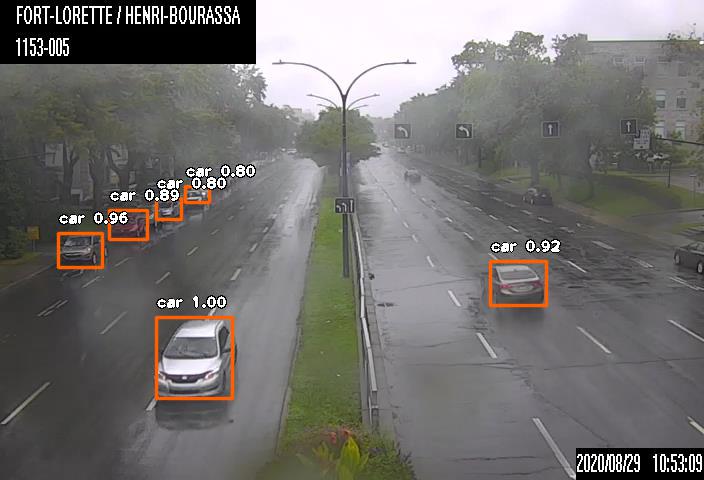 FORT-LORETTE / HENRI-BOURASSA
1153-005
car 0.80
car 0.80
car 0.89
car 0.96
car 0.92
car 1.00
2020/08/29 10:53:09